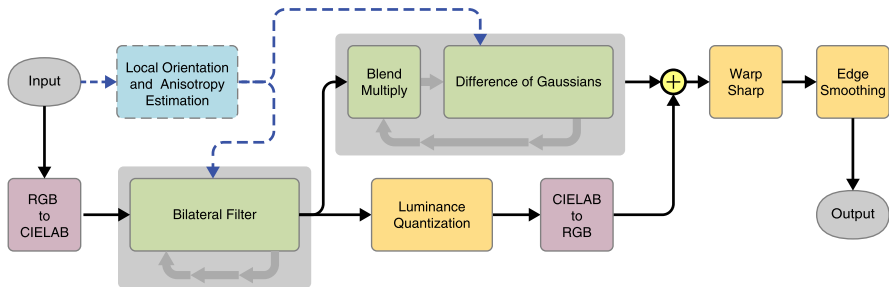 Input
Local Orientation
and Anisotropy
Estimation
Blend
Multiply
Difference of Gaussians
+
Warp
Sharp
Edge
Smoothing
RGB
to
CIELAB
Bilateral Filter
Luminance
Quantization
CIELAB
to
RGB
Output